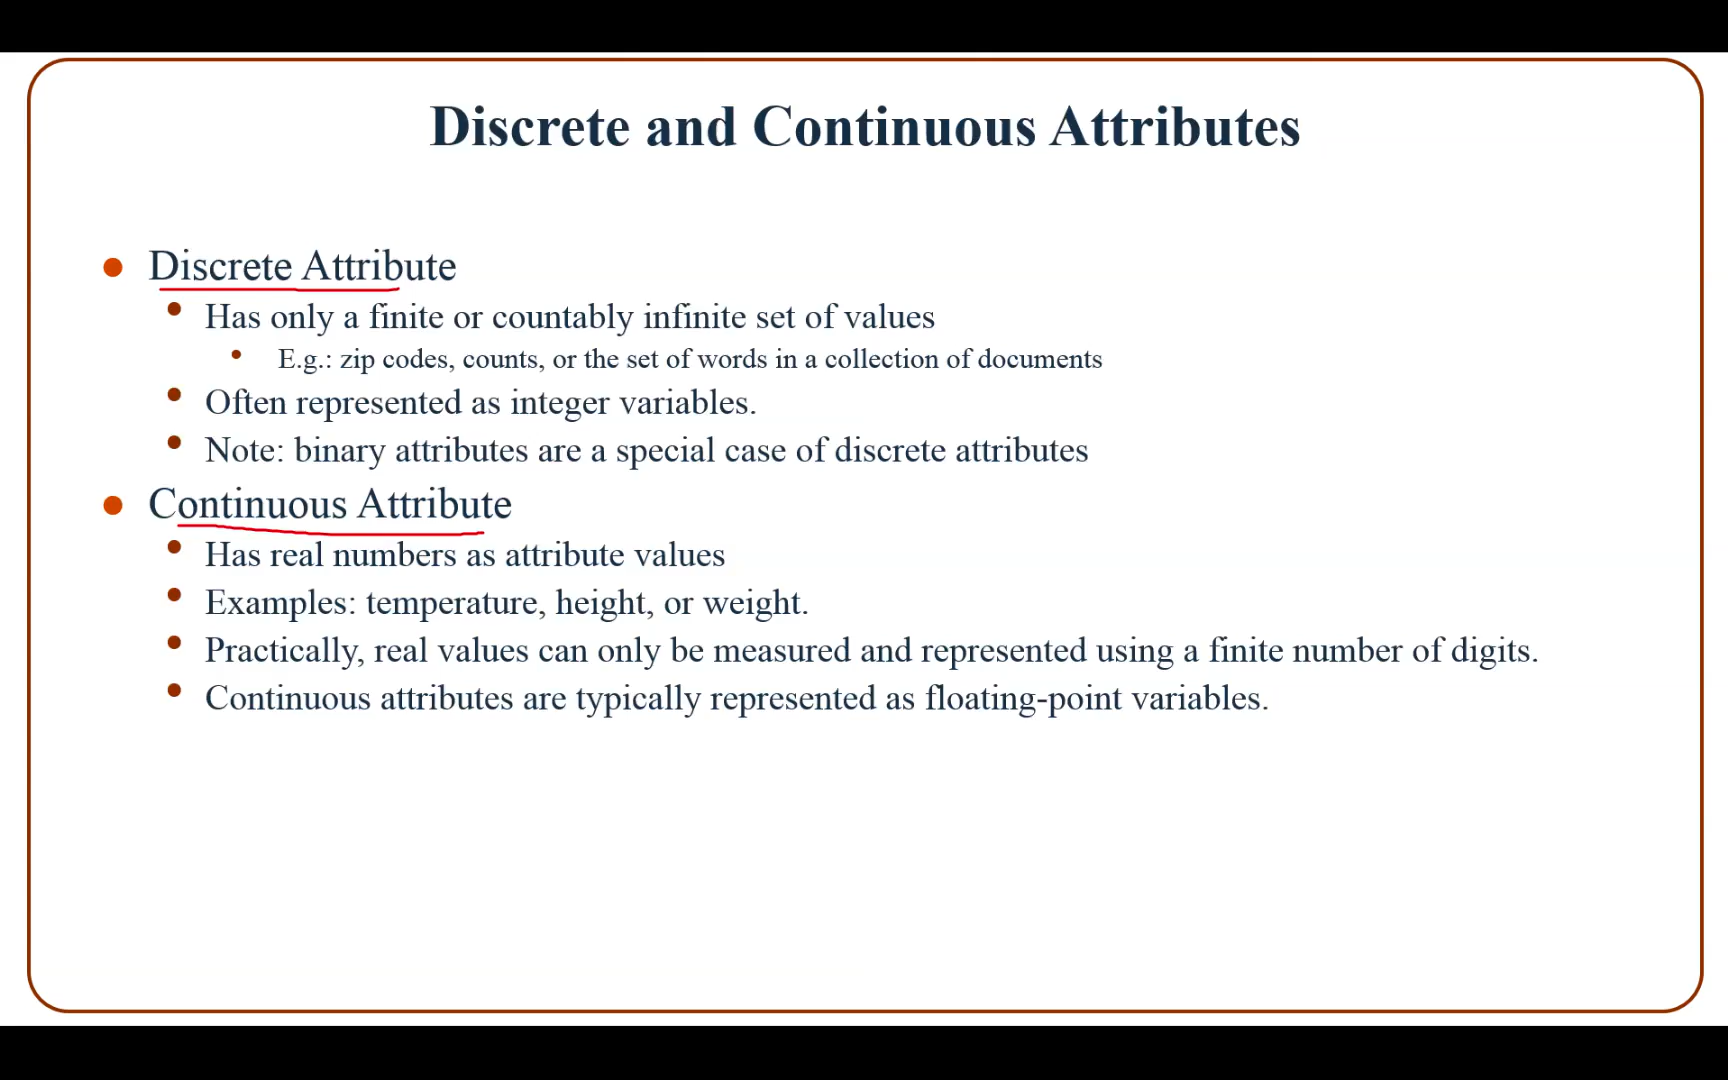 Discrete and Continuous Attributes
Discrete Attribute
Has only a finite or countably infinite set of values
E.g.: zip codes, counts, or the set of words in a collection of documents
Often represented as integer variables.
Note: binary attributes are a special case of discrete attributes
Continuous Attribute
Has real numbers as attribute values
Examples: temperature, height, or weight.
Practically, real values can only be measured and represented using a finite number of digits.
Continuous attributes are typically represented as floating-point variables.